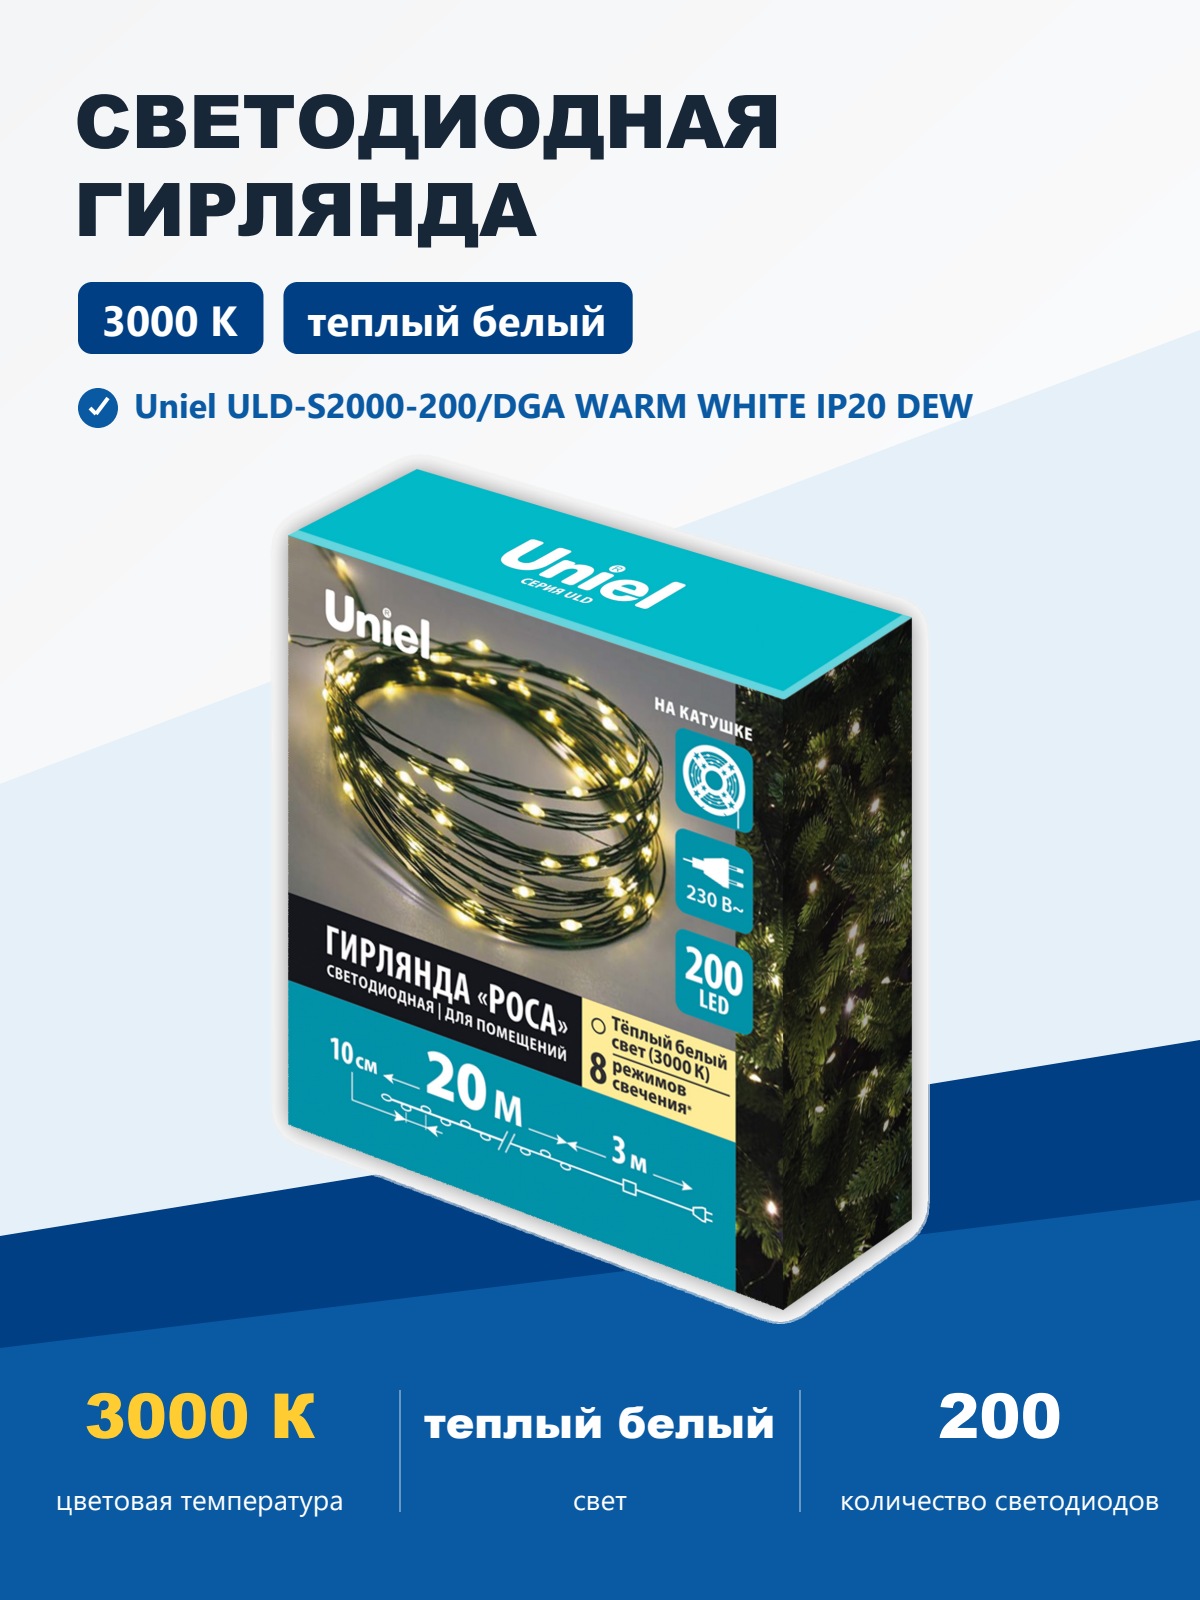 СВЕТОДИОДНАЯ
ГИРЛЯНДА
3000 К
теплый белый
Uniel ULD-S2000-200/DGA WARM WHITE IP20 DEW
Uniel
СЕРИЯ ULD
Uniel
НА КАТУШКЕ
230 В~
200
LED
ГИРЛЯНДА «РОСА»
СВЕТОДИОДНАЯ | ДЛЯ ПОМЕЩЕНИЙ
Тёплый белый
свет (3000 К)
8 режимов
свечения*
10 см
20 м
3 м
3000 К
теплый белый
200
цветовая температура
свет
количество светодиодов